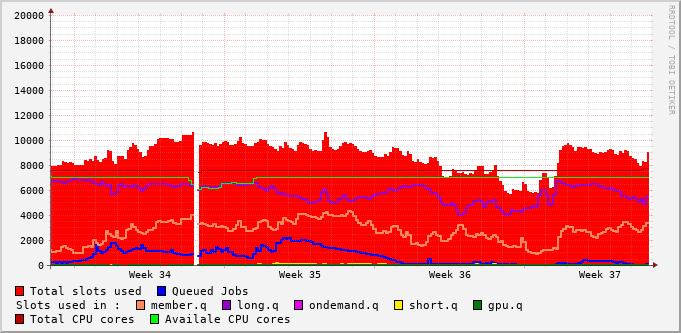 RRDTOOL / TOBI OETIKER
20000
18000
16000
14000
12000
10000
8000
6000
4000
2000
0
Week 34 Week 35 Week 36 Week 37
Total slots used Queued Jobs
Slots used in : member.q long.q ondemand.q short.q gpu.q
Total CPU cores Availale CPU cores